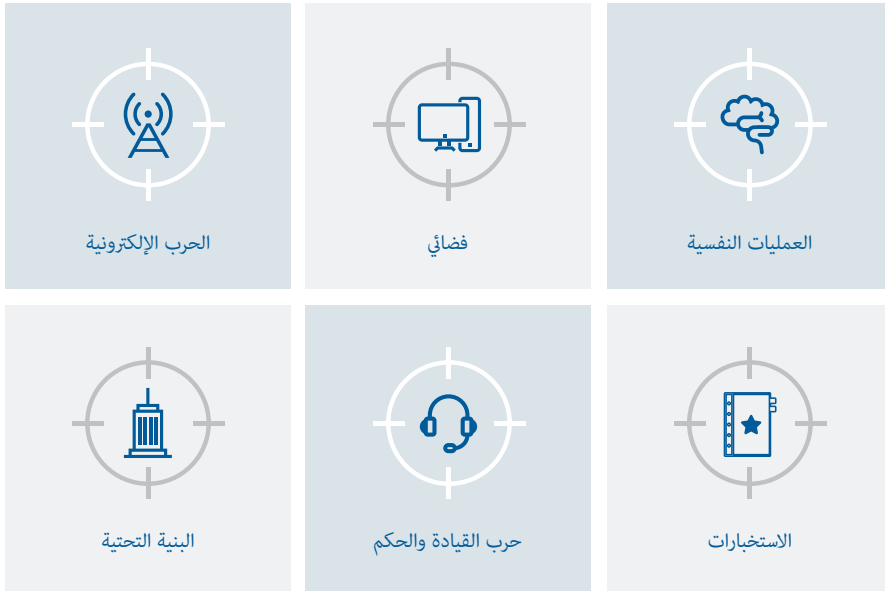 العمليات النفسية
فضائي
الحرب الإلكترونية
الاستخبارات
حرب القيادة والحكم
البنية التحتية